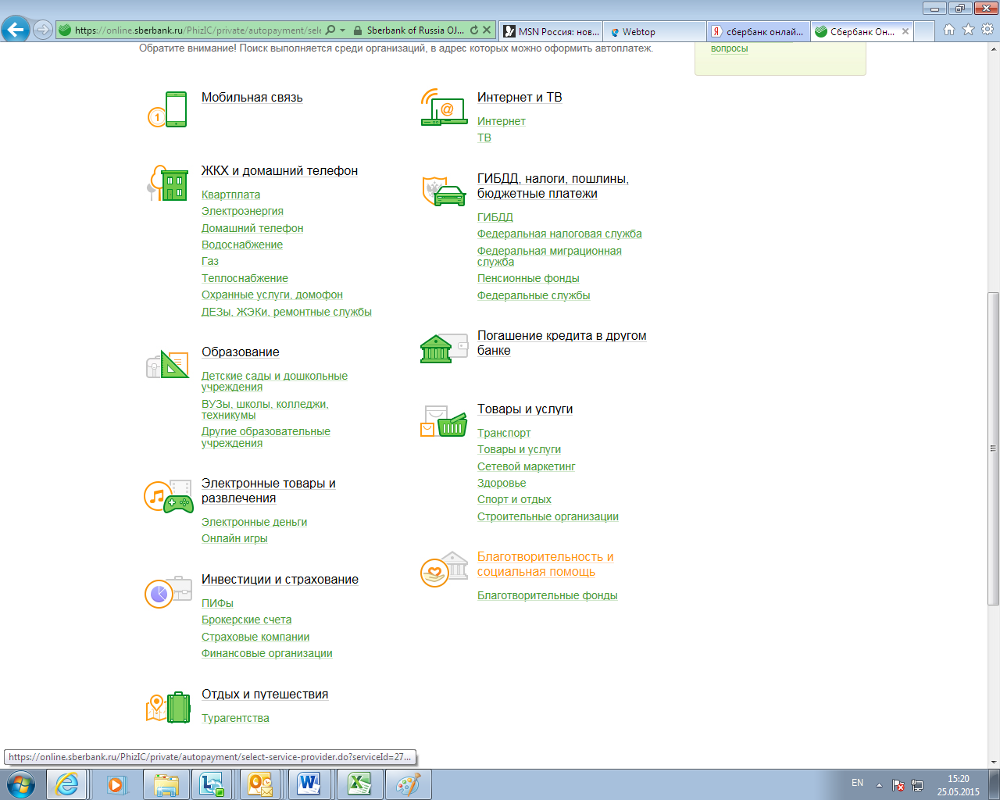 https://online.sberbank.ru/PhizIC/private/autopayment/sele
Sberbank of Russia OJ...
MSN Россия: нов...
Webtop
сбербанк онлай...
Сбербанк Он...
Обратите внимание! Поиск выполняется среди организаций, в адрес которых можно оформить автоплатеж.
вопросы
Мобильная связь
1
ЖКХ и домашний телефон
Квартплата
Электроэнергия
Домашний телефон
Водоснабжение
Газ
Теплоснабжение
Охранные услуги, домофон
ДЕЗы, ЖЭКи, ремонтные службы
Образование
Детские сады и дошкольные
учреждения
ВУЗы, школы, колледжи,
техникумы
Другие образовательные
учреждения
Электронные товары и
развлечения
Электронные деньги
Онлайн игры
Инвестиции и страхование
ПИФы
Брокерские счета
Страховые компании
Финансовые организации
Отдых и путешествия
Турагентства
Интернет и ТВ
@
Интернет
ТВ
ГИБДД, налоги, пошлины,
бюджетные платежи
ГИБДД
Федеральная налоговая служба
Федеральная миграционная
служба
Пенсионные фонды
Федеральные службы
Погашение кредита в другом
банке
Товары и услуги
Транспорт
Товары и услуги
Сетевой маркетинг
Здоровье
Спорт и отдых
Строительные организации
Благотворительность и
социальная помощь
Благотворительные фонды
https://online.sberbank.ru/PhizIC/private/autopayment/select-service-provider.do?serviceId=27...
EN
15:20
25.05.2015